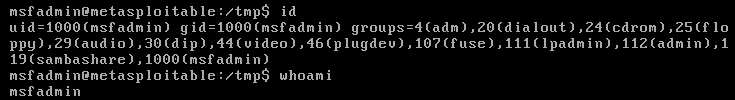 msfadmin@metasploitable:/tmp$ id
uid=1000(msfadmin) gid=1000(msfadmin) groups=4(adm),20(dialout),24(cdrom),25(flo
ppy),29(audio),30(dip),44(video),46(plugdev),107(fuse),111(lpadmin),112(admin),1
19(sambashare),1000(msfadmin)
msfadmin@metasploitable:/tmp$ whoami
msfadmin